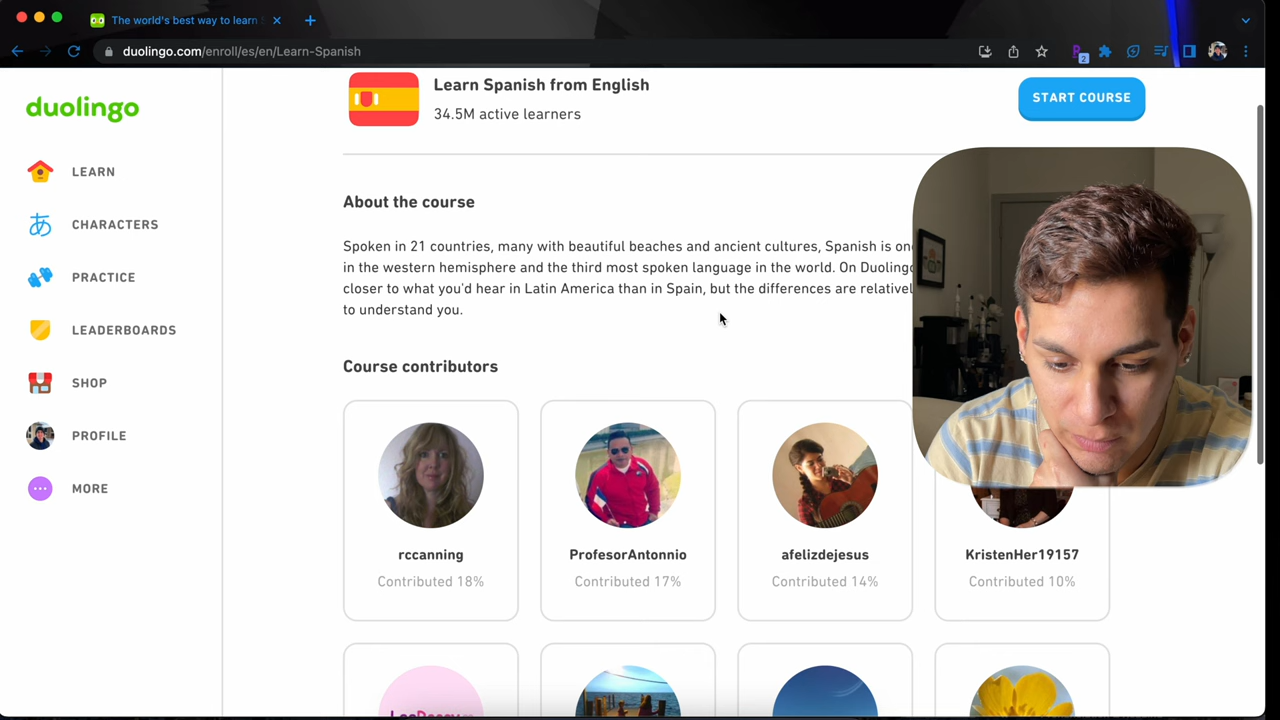 The world's best way to learn
duolingo.com/enroll/es/en/Learn-Spanish
2
duolingo
LEARN
CHARACTERS
PRACTICE
LEADERBOARDS
SHOP
PROFILE
MORE
Learn Spanish from English
34.5M active learners
START COURSE
About the course
Spoken in 21 countries, many with beautiful beaches and ancient cultures, Spanish is
in the western hemisphere and the third most spoken language in the world. On Duolingo
closer to what you'd hear in Latin America than in Spain, but the differences are
to understand you.
Course contributors
rccanning
Contributed 18%
ProfesorAntonnio
Contributed 17%
afelizdejesus
Contributed 14%
KristenHer19157
Contributed 10%